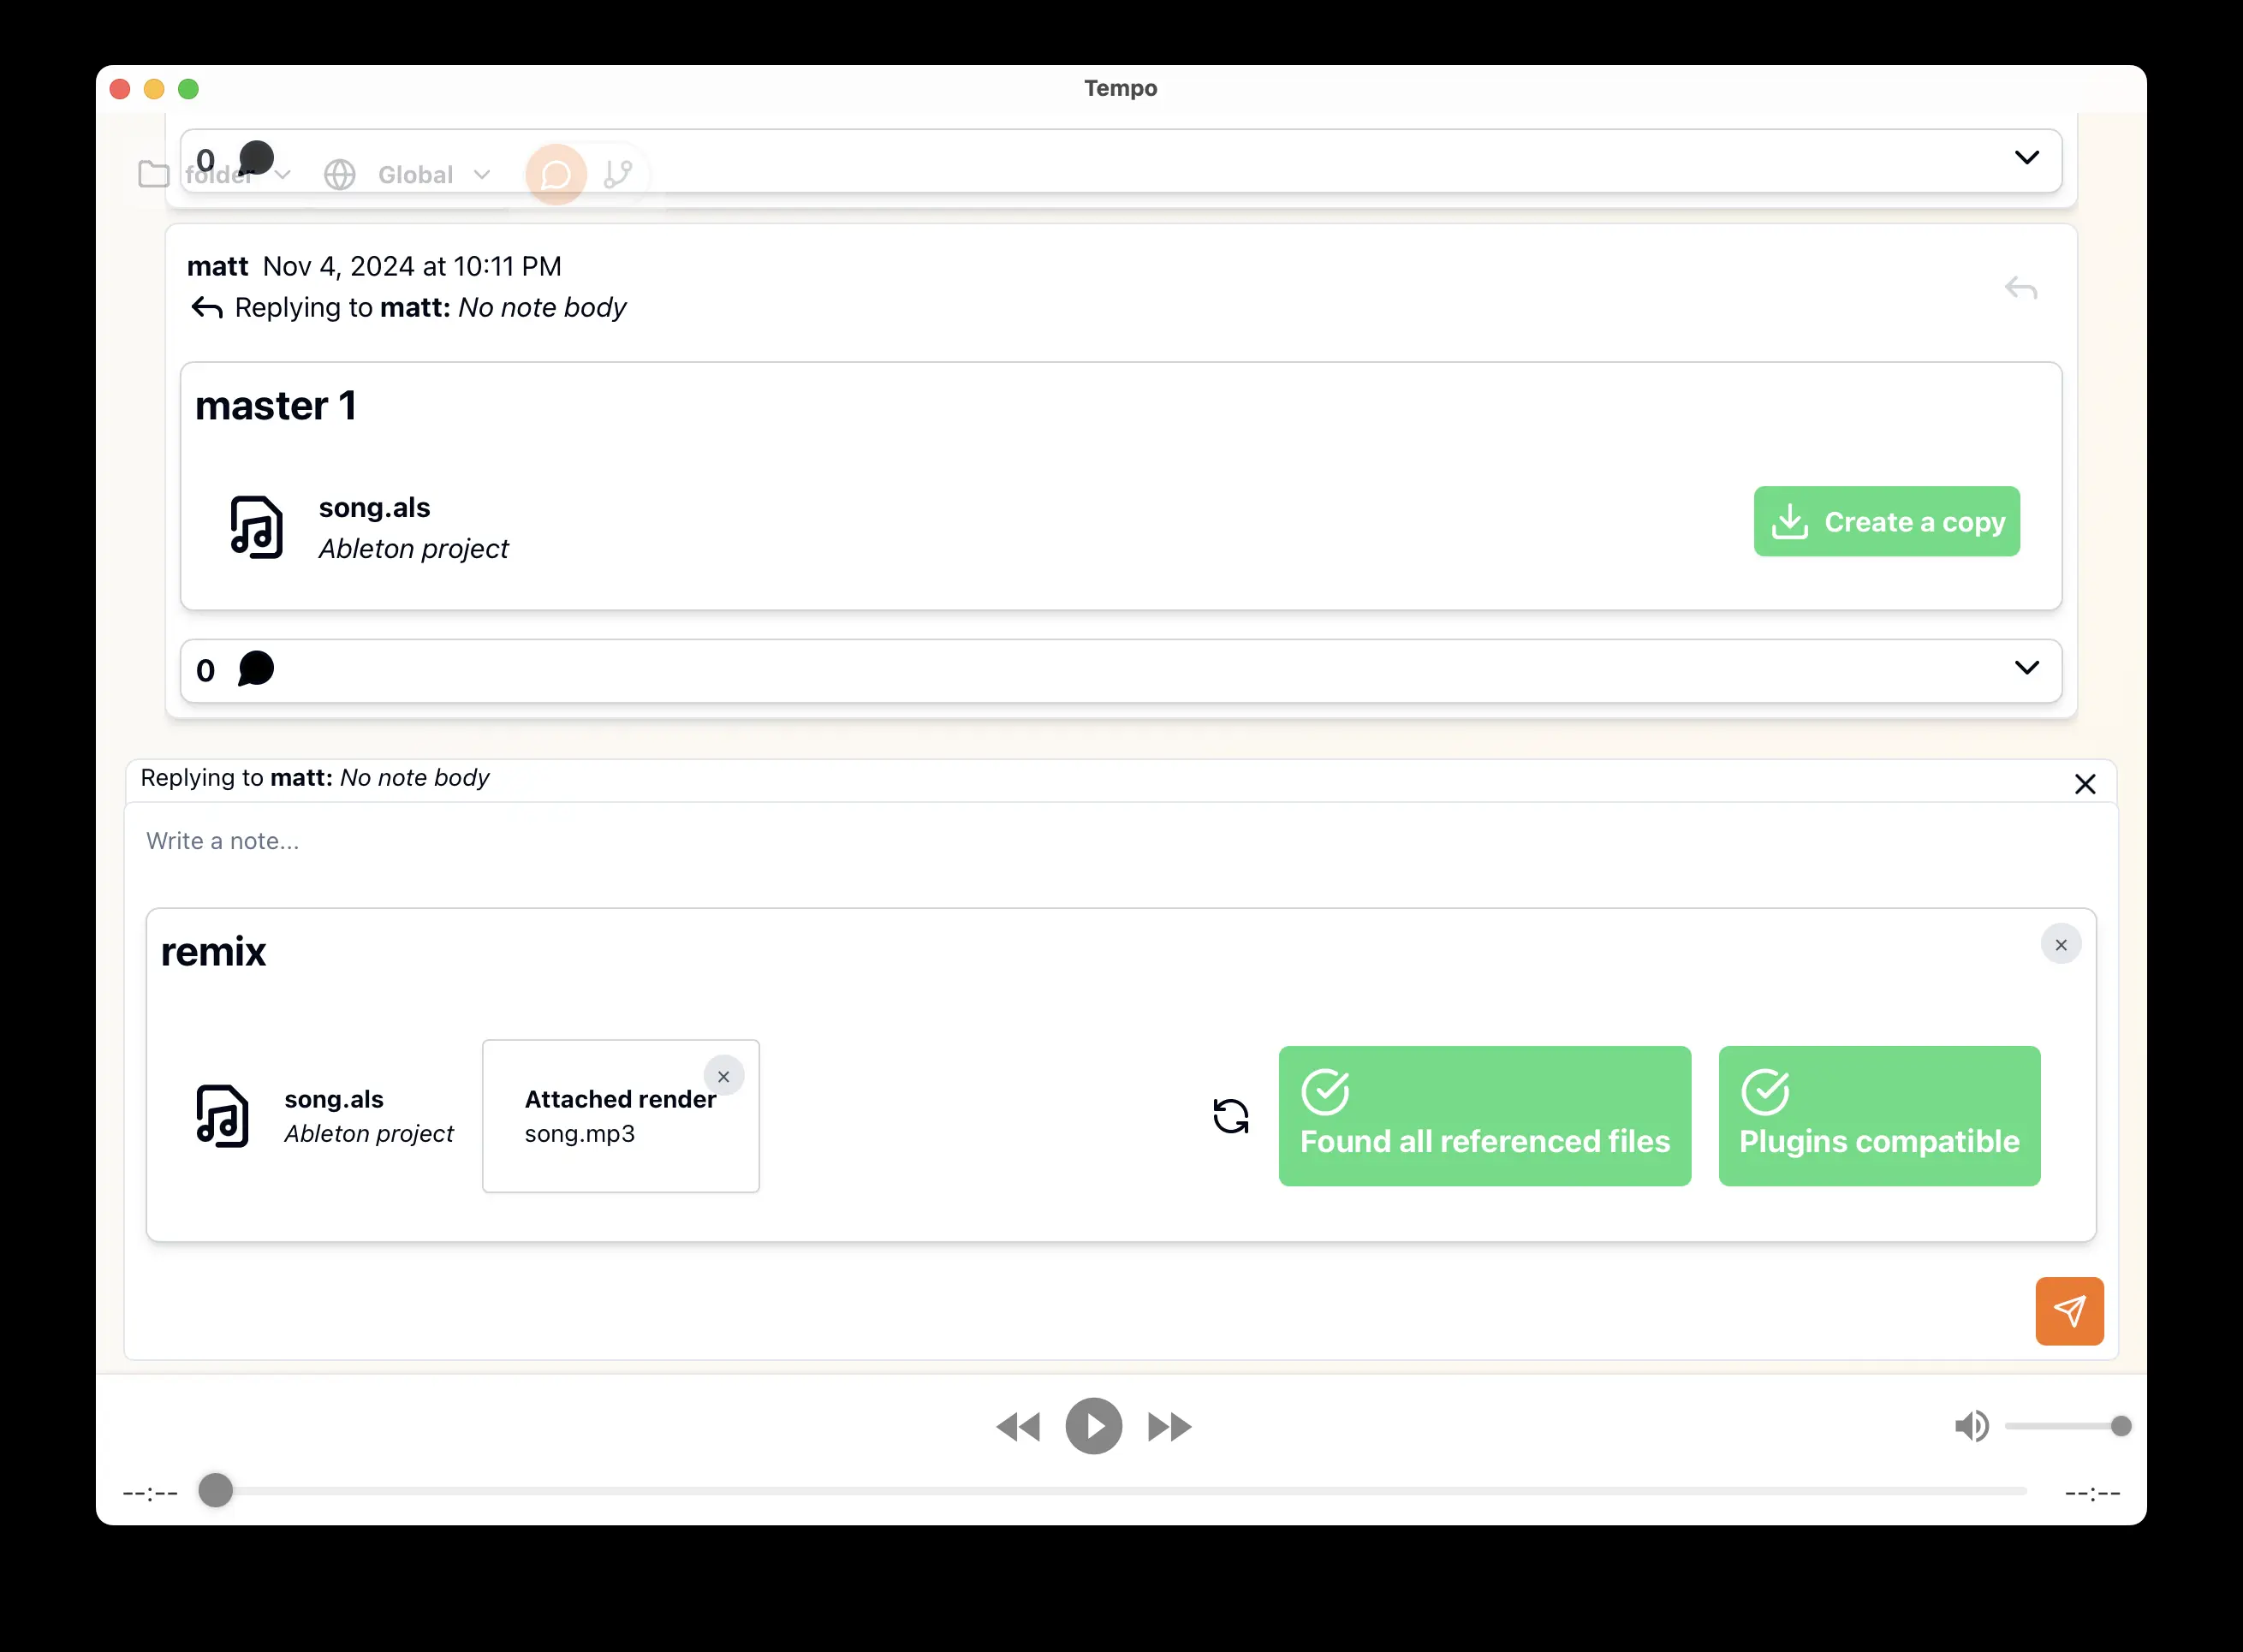 Tempo
0
folder
Global
matt Nov 4, 2024 at 10:11 PM
Replying to matt: No note body
master 1
song.als
Ableton project
Create a copy
0
Replying to matt: No note body
Write a note...
remix
song.als
Ableton project
Attached render
song.mp3
Found all referenced files
Plugins compatible
--:--
--:--